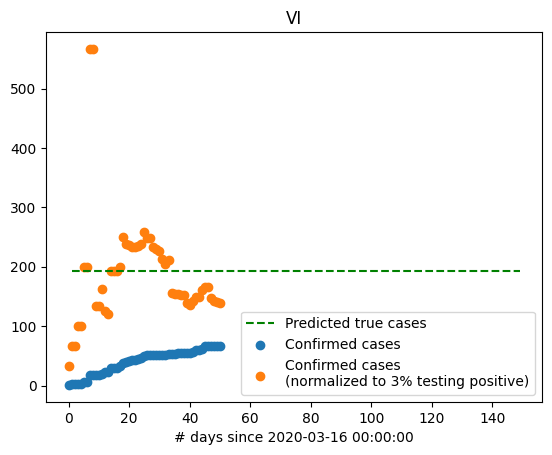 VI
500
400
300
200
100
0
Predicted true cases
Confirmed cases
Confirmed cases
(normalized to 3% testing positive)
0 20 40 60 80 100 120 140
# days since 2020-03-16 00:00:00